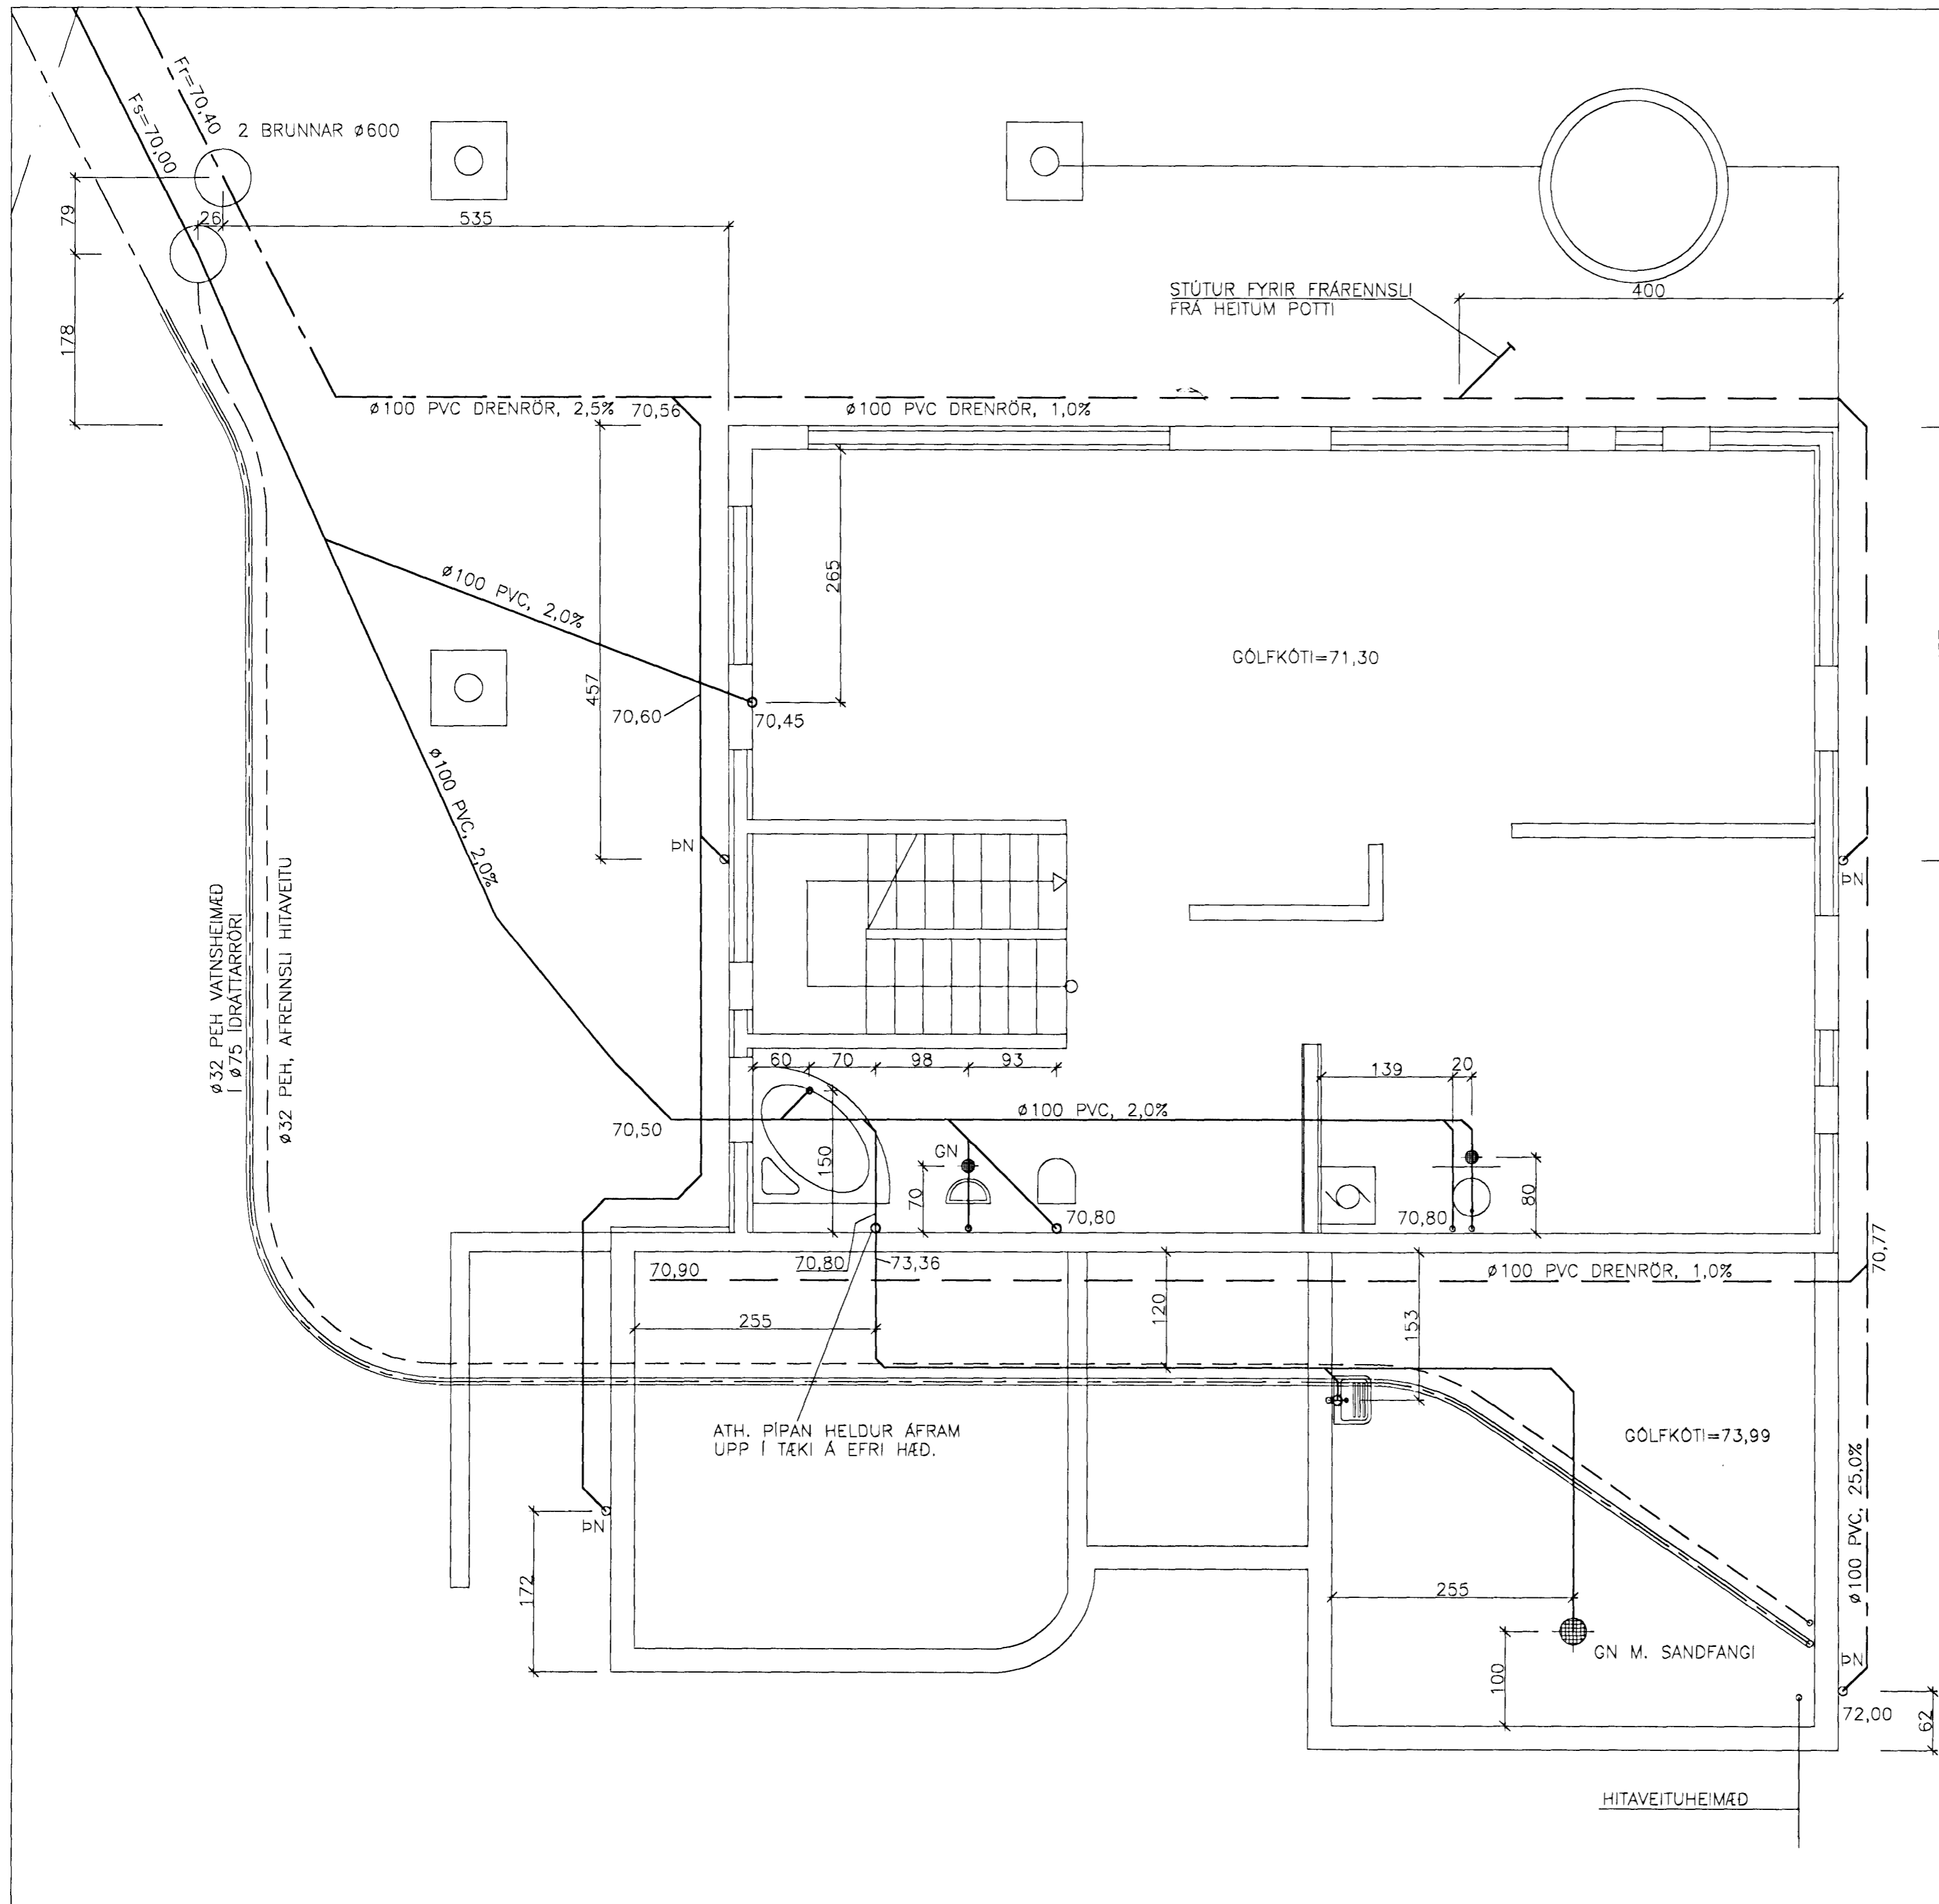 Fr=70,40
Fs=70,00
2 BRUNNAR ø600
79
26
535
178
STÚTUR FYRIR FRÁRENNSLI
FRÁ HEITUM POTTI
400
ø100 PVC DRENRÖR, 2,5%
70,56
ø100 PVC DRENRÖR, 1,0%
265
ø100 PVC, 2,0%
457
GÓLFKÓTI=71,30
70,60
70,45
ø100 PVC, 2,0%
ÞN
ÞN
ø32 PEH VATNSHEIMÆÐ
Í ø75 ÍDRÁTTARRÖRI
ø32 PEH, AFRENNSLI HITAVEITU
60
70
98
93
139
20
ø100 PVC, 2,0%
70,50
150
GN
70
70,80
70,80
80
70,90
70,80
73,36
ø100 PVC DRENRÖR, 1,0%
70,77
255
120
153
ATH. PÍPAN HELDUR ÁFRAM
UPP Í TÆKI Á EFRI HÆÐ.
GÓLFKÓTI=73,99
ø100 PVC, 25,0%
ÞN
172
255
GN M. SANDFANGI
100
ÞN
72,00
62
HITAVEITUHEIMÆÐ